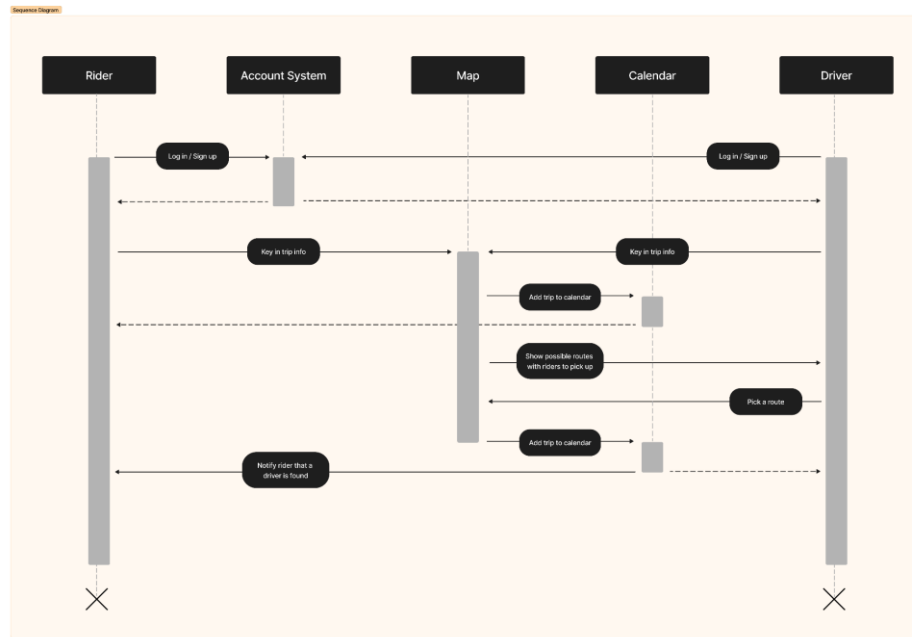 Sequence Diagram
Rider
Account System
Map
Calendar
Driver
Log in / Sign up
Log in / Sign up
Key in trip info
Key in trip info
Add trip to calendar
Show possible routes
with riders to pick up
Pick a route
Add trip to calendar
Notify rider that a
driver is found